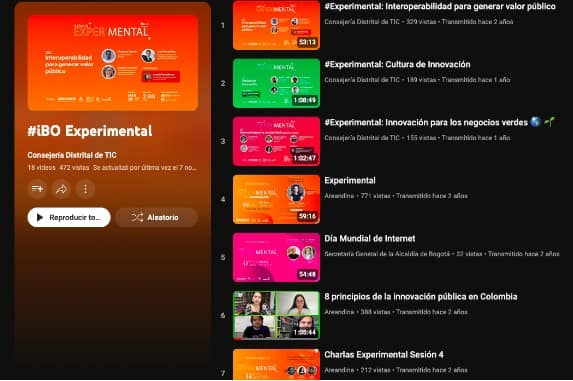 EXPERIMENTAL
Interoperabilidad
para generar valor
público
#iBO Experimental
Consejería Distrital de TIC
18 videos 472 vistas Se actualizó por última vez el 7 no...
Reproducir to...
Aleatorio
1
53:13
#Experimental: Interoperabilidad para generar valor público
Consejería Distrital de TIC • 329 vistas • Transmitido hace 2 años
2
1:08:49
#Experimental: Cultura de Innovación
Consejería Distrital de TIC • 189 vistas • Transmitido hace 1 año
3
1:02:47
#Experimental: Innovación para los negocios verdes 🌎 🌱
Consejería Distrital de TIC • 155 vistas • Transmitido hace 1 año
4
59:16
Experimental
Areandina • 771 vistas • Transmitido hace 2 años
5
54:48
Día Mundial de Internet
Secretaría General de la Alcaldía de Bogotá • 32 vistas • Transmitido hace 2 años
6
1:05:44
8 principios de la innovación pública en Colombia
Areandina • 388 vistas • Transmitido hace 2 años
7
Charlas Experimental Sesión 4
Areandina • 212 vistas • Transmitido hace 2 años